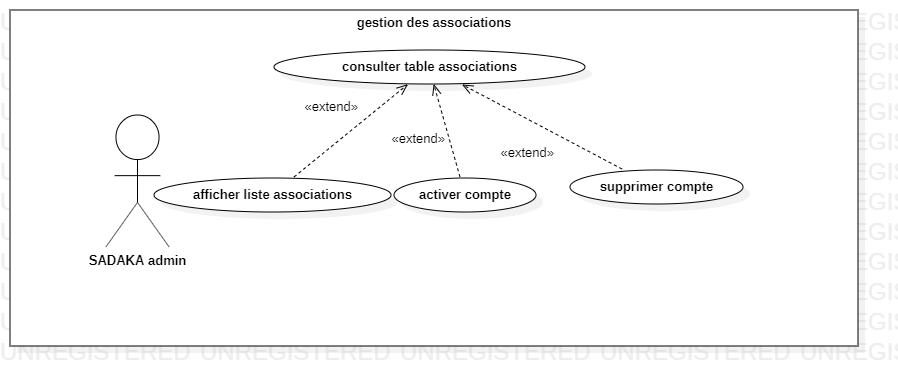 gestion des associations
consulter table associations
«extend»
«extend»
«extend»
supprimer compte
afficher liste associations
activer compte
SADAKA admin
UNREGISTERED UNREGISTERED UNREGISTERED UNREGISTERED